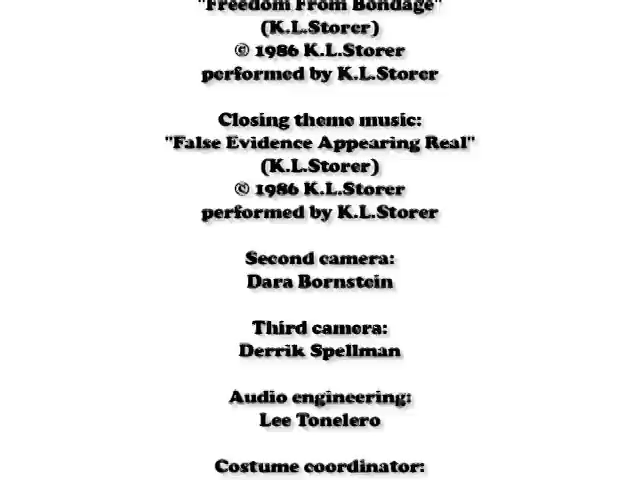 "Freedom From Bondage"
(K.L.Storer)
© 1986 K.L.Storer
performed by K.L.Storer
Closing theme music:
"False Evidence Appearing Real"
(K.L.Storer)
© 1986 K.L.Storer
performed by K.L.Storer
Second camera:
Dara Bornstein
Third camera:
Derrik Spellman
Audio engineering:
Lee Tonelero
Costume coordinator: